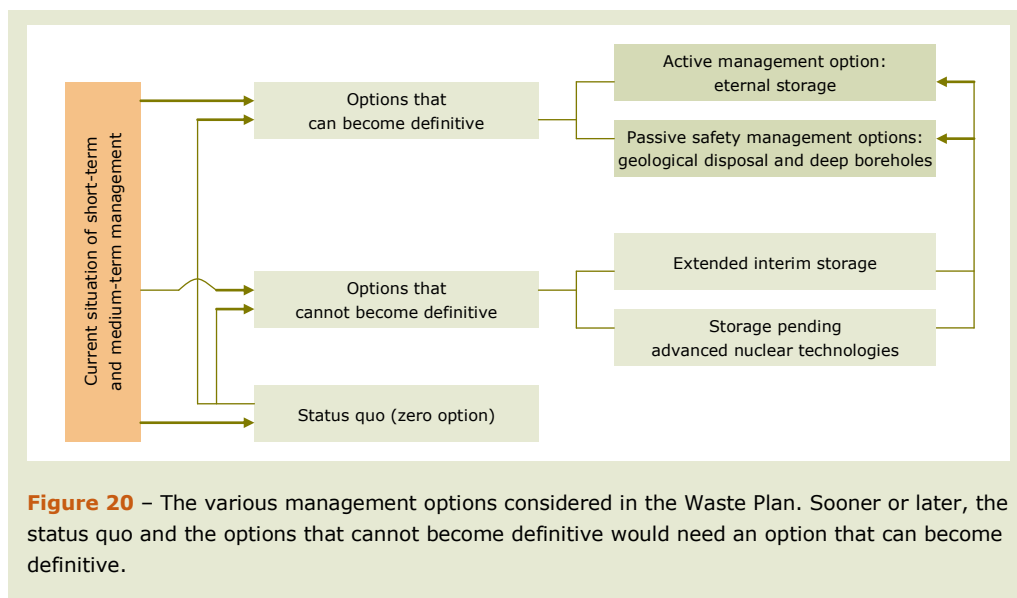 Current situation of short-term
and medium-term management
Options that
can become definitive
Active management option:
eternal storage
Passive safety management options:
geological disposal and deep boreholes
Options that
cannot become definitive
Extended interim storage
Storage pending
advanced nuclear technologies
Status quo (zero option)
Figure 20 – The various management options considered in the Waste Plan. Sooner or later, the
status quo and the options that cannot become definitive would need an option that can become
definitive.